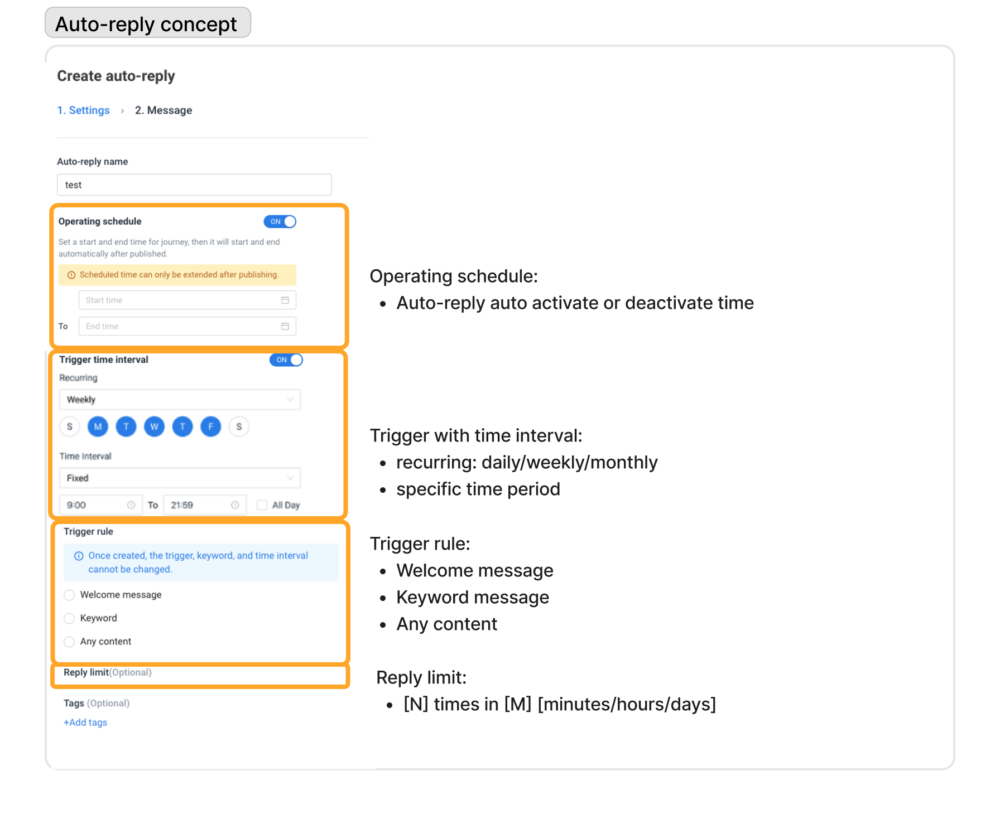 Auto-reply concept
Create auto-reply
1. Settings › 2. Message
Auto-reply name
test
Operating schedule ON
Set a start and end time for journey, then it will start and end
automatically after published.
Scheduled time can only be extended after publishing.
Start time
To End time
Operating schedule:
• Auto-reply auto activate or deactivate time
Trigger time interval ON
Recurring
Weekly
S M T W T F S
Time Interval
Fixed
9:00 To 21:59 All Day
Trigger with time interval:
• recurring: daily/weekly/monthly
• specific time period
Trigger rule
Once created, the trigger, keyword, and time interval
cannot be changed.
Welcome message
Keyword
Any content
Trigger rule:
• Welcome message
• Keyword message
• Any content
Reply limit(Optional)
Reply limit:
• [N] times in [M] [minutes/hours/days]
Tags (Optional)
+Add tags